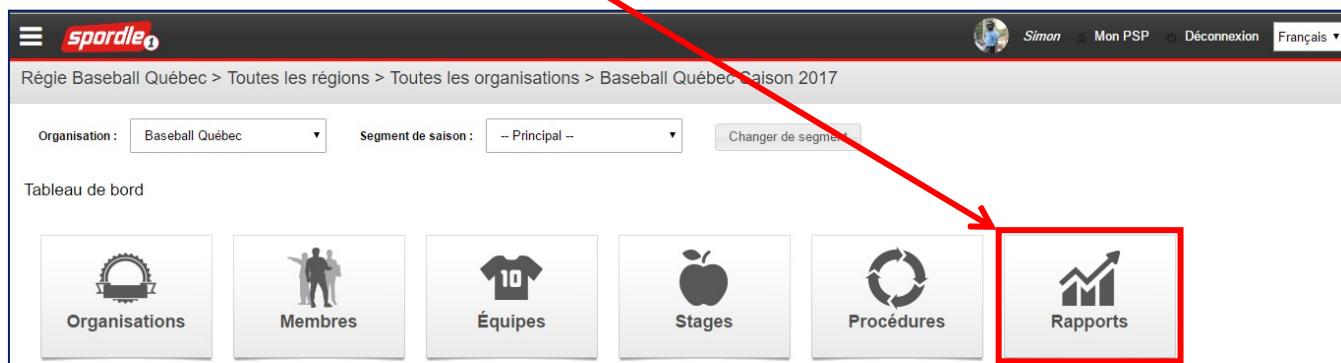 spordle1 Simon Mon PSP Déconnexion Français
Régie Baseball Québec > Toutes les régions > Toutes les organisations > Baseball Québec Saison 2017
Organisation : Baseball Québec Segment de saison : -- Principal -- Changer de segment
Tableau de bord
10
Organisations Membres Équipes Stages Procédures Rapports